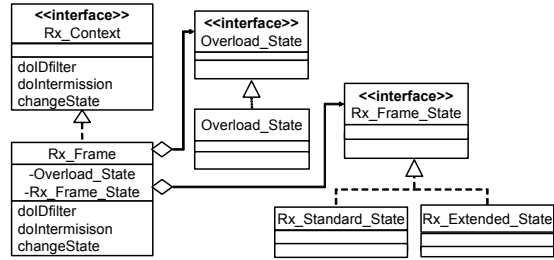 <<interface>>
Rx_Context
doIDfilter
doIntermission
changeState
<<interface>>
Overload_State
Overload_State
<<interface>>
Rx_Frame_State
Rx_Frame
-Overload_State
-Rx_Frame_State
doIDfilter
doIntermisison
changeState
Rx_Standard_State
Rx_Extended_State